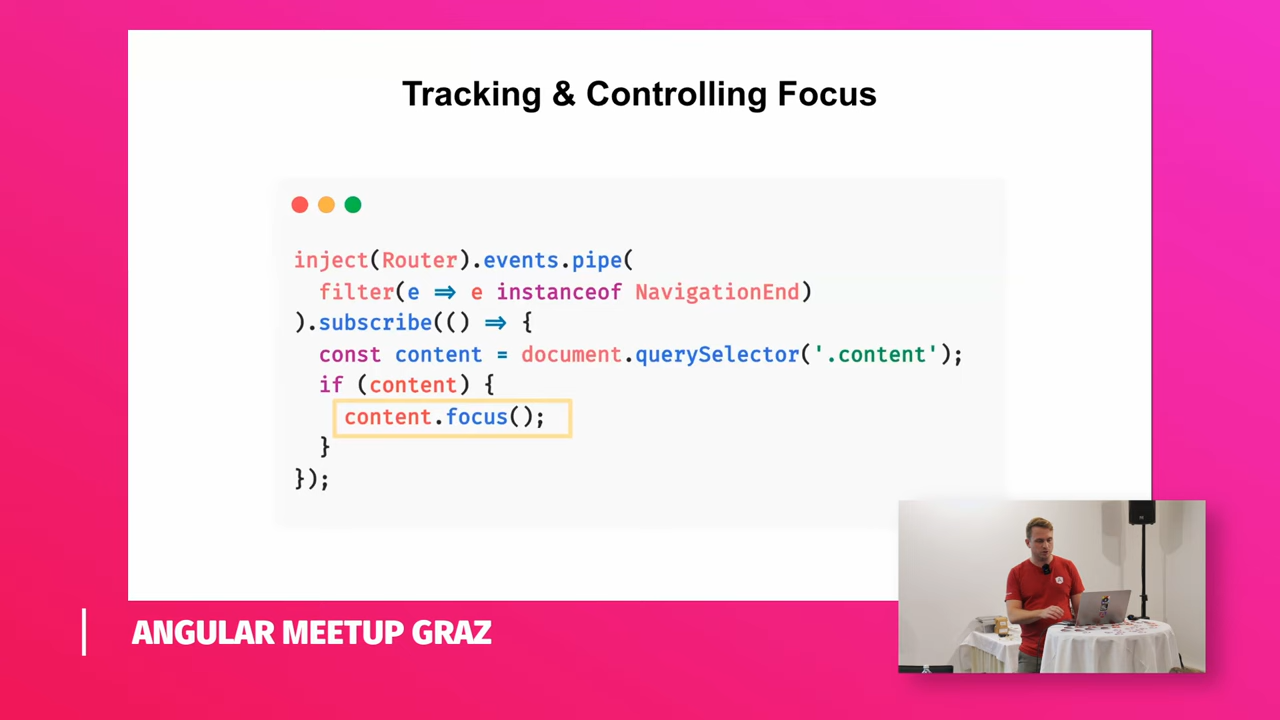 Tracking & Controlling Focus
inject(Router).events.pipe(
  filter(e => e instanceof NavigationEnd)
).subscribe(() => {
  const content = document.querySelector('.content');
  if (content) {
    content.focus();
  }
});
ANGULAR MEETUP GRAZ